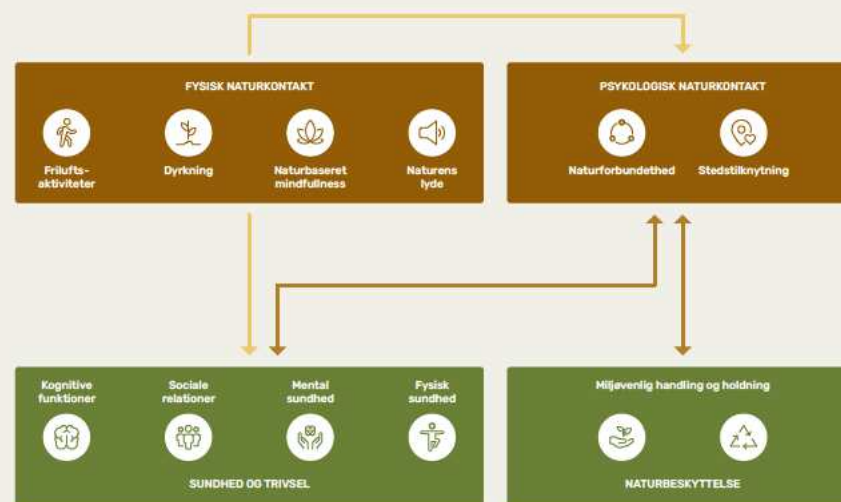 FYSISK NATURKONTAKT
Frilufts-
aktiviteter
Dyrkning
Naturbaseret
mindfullness
Naturens
lyde
PSYKOLOGISK NATURKONTAKT
Naturforbundethed
Stedstilknytning
Kognitive
funktioner
Sociale
relationer
Mental
sundhed
Fysisk
sundhed
SUNDHED OG TRIVSEL
Miljøvenlig handling og holdning
NATURBESKYTTELSE